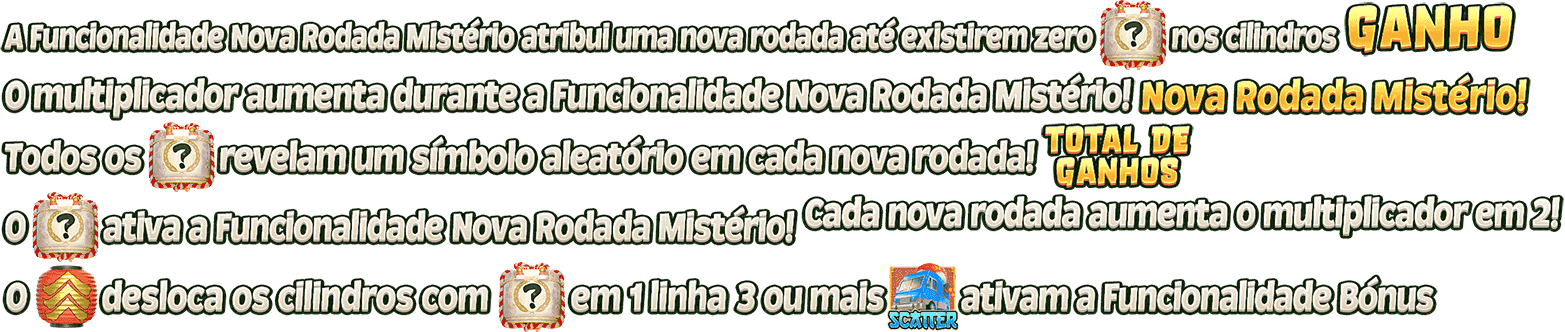 A Funcionalidade Nova Rodada Mistério atribui uma nova rodada até existirem zero ? nos cilindros GANHO
O multiplicador aumenta durante a Funcionalidade Nova Rodada Mistério! Nova Rodada Mistério!
Todos os ? revelam um símbolo aleatório em cada nova rodada! TOTAL DE GANHOS
O ? ativa a Funcionalidade Nova Rodada Mistério! Cada nova rodada aumenta o multiplicador em 2!
O desloca os cilindros com ? em 1 linha 3 ou mais SCATTER ativam a Funcionalidade Bónus